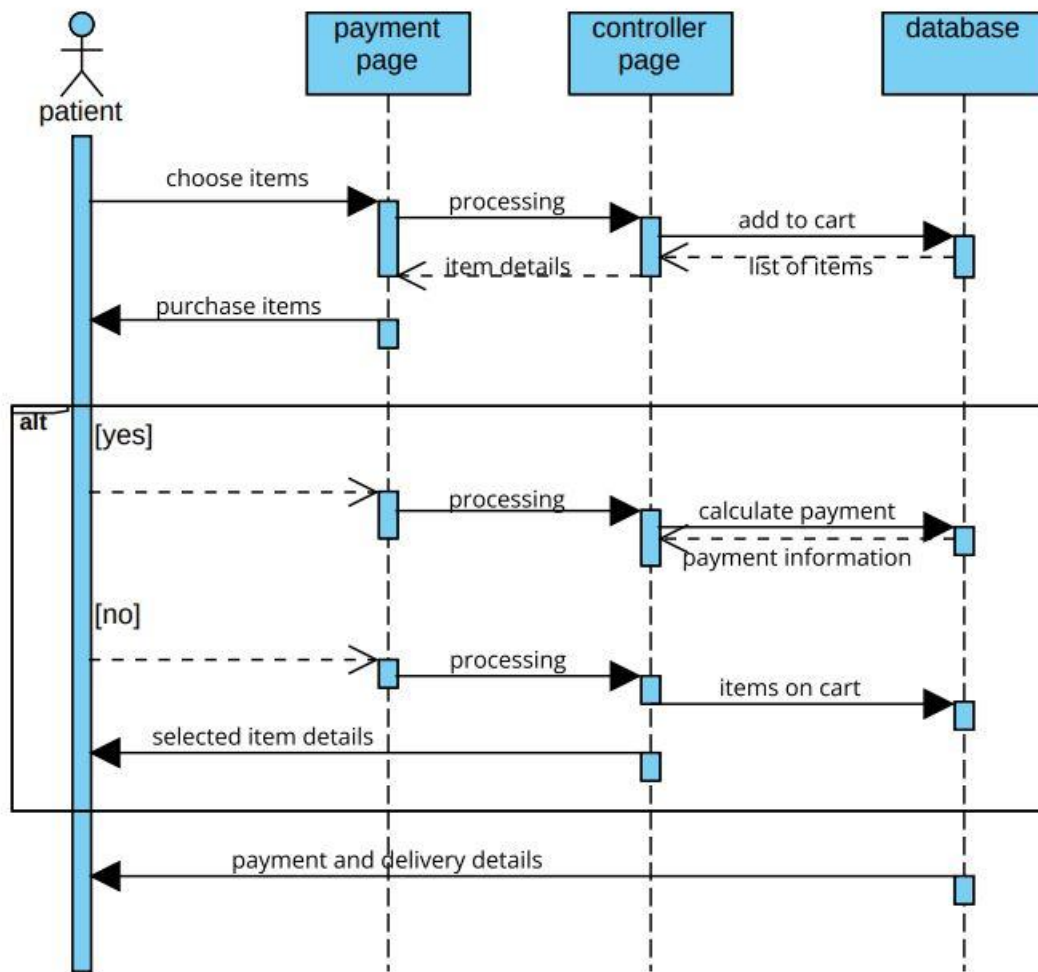 payment
page
controller
page
database
patient
choose items
processing
add to cart
item details
list of items
purchase items
alt
[yes]
processing
calculate payment
payment information
[no]
processing
items on cart
selected item details
payment and delivery details